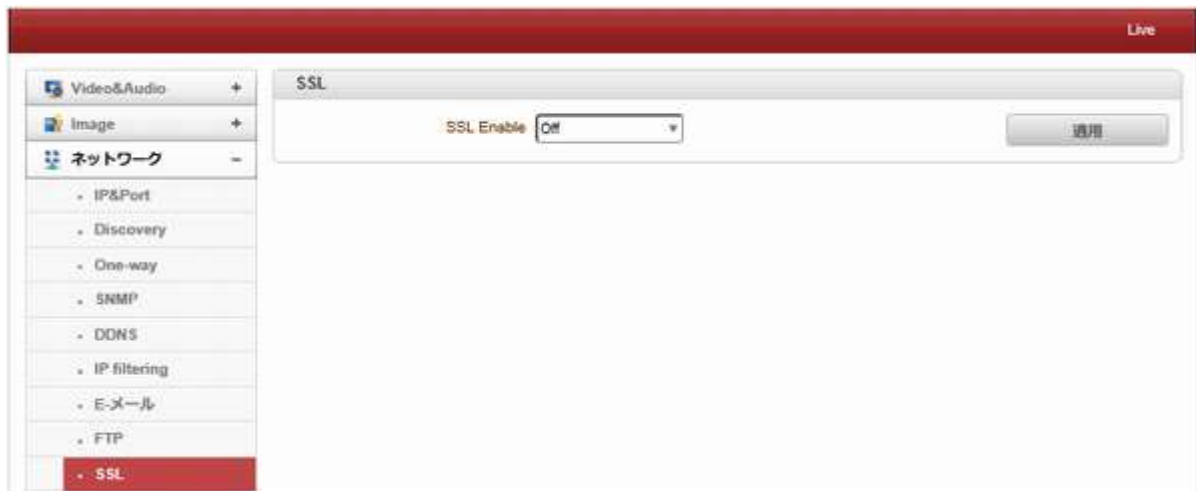 Live
Video&Audio +
Image +
ネットワーク -
IP&Port
Discovery
One-way
SNMP
DDNS
IP filtering
E-メール
FTP
SSL
SSL
SSL Enable Off
適用